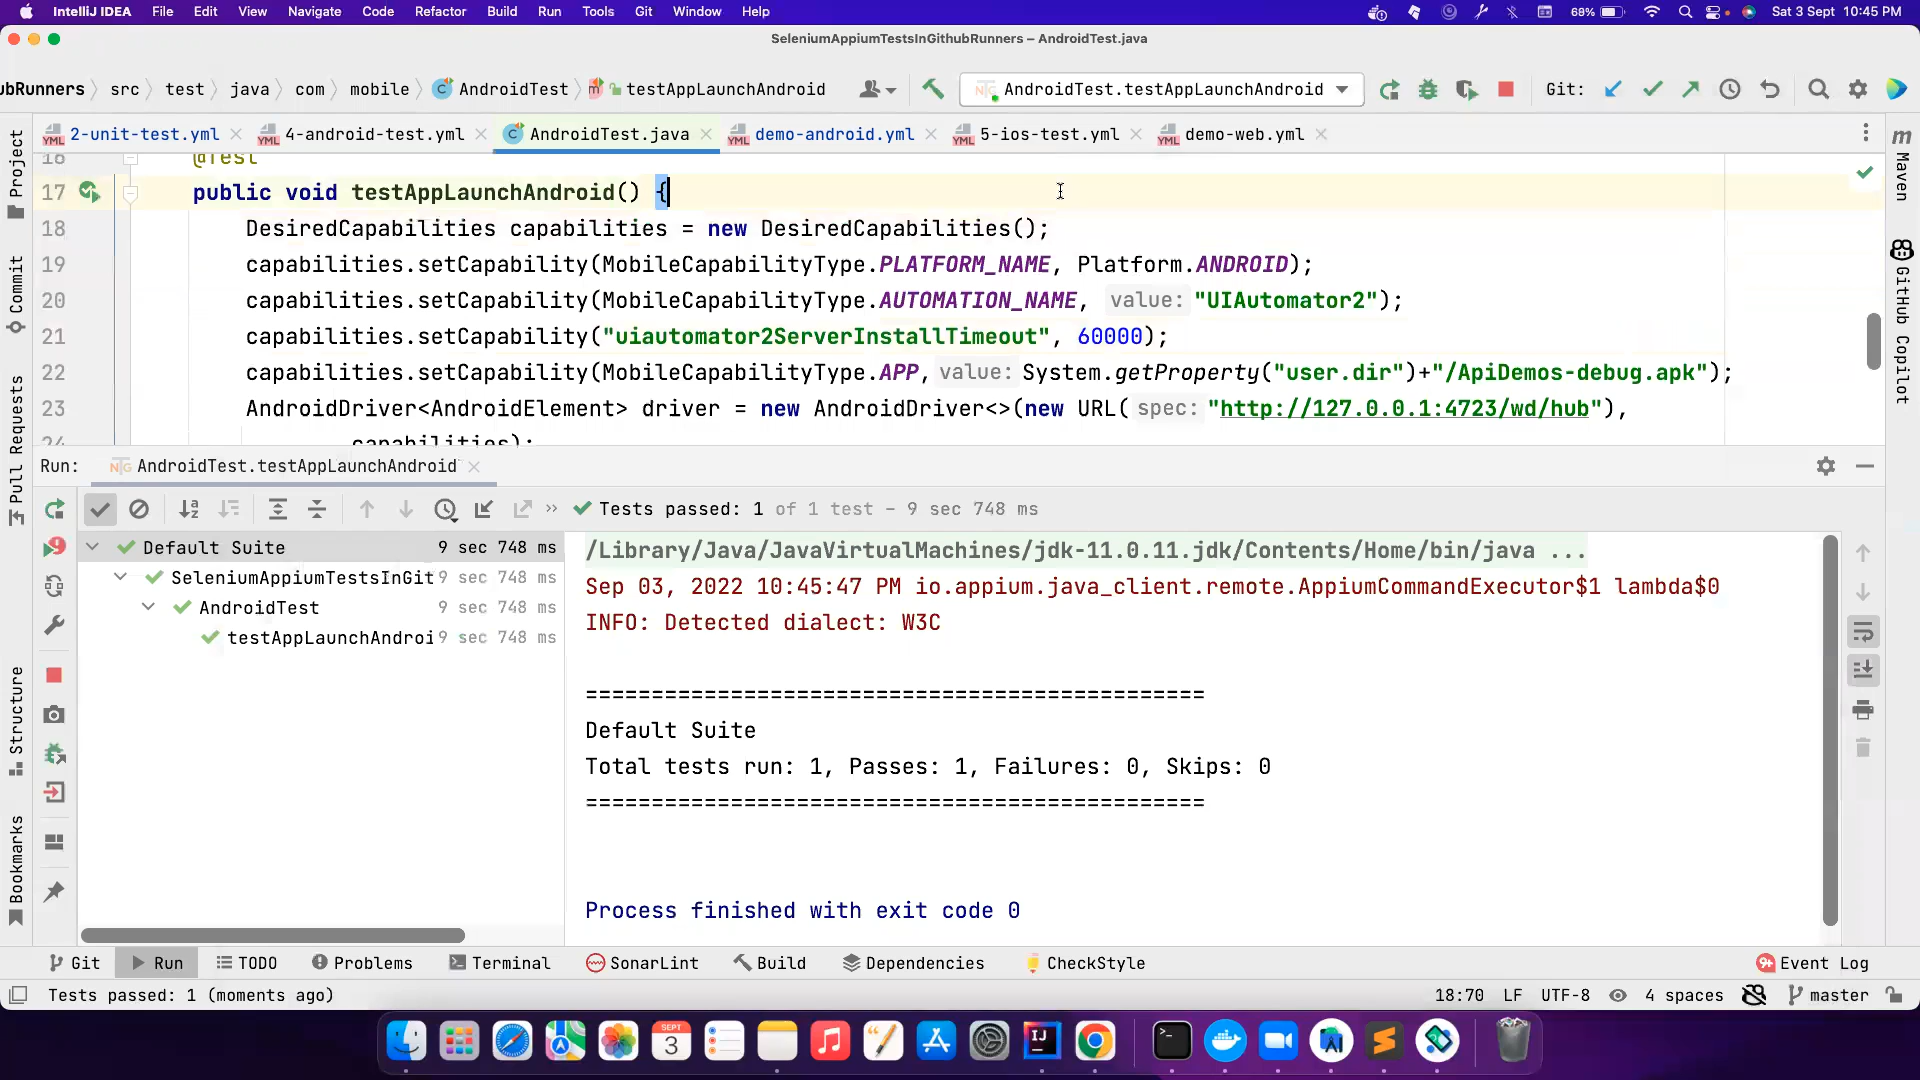 IntelliJ IDEA File Edit View Navigate Code Refactor Build Run Tools Git Window Help 68% Sat 3 Sept 10:45 PM
SeleniumAppiumTestsInGithubRunners – AndroidTest.java
ubRunners src test java com mobile AndroidTest testAppLaunchAndroid AndroidTest.testAppLaunchAndroid Git:
2-unit-test.yml 4-android-test.yml AndroidTest.java demo-android.yml 5-ios-test.yml demo-web.yml
Project
Commit
Pull Requests
Structure
Bookmarks
Maven
GitHub Copilot
16 @Test
17 public void testAppLaunchAndroid() {
18 DesiredCapabilities capabilities = new DesiredCapabilities();
19 capabilities.setCapability(MobileCapabilityType.PLATFORM_NAME, Platform.ANDROID);
20 capabilities.setCapability(MobileCapabilityType.AUTOMATION_NAME, value: "UIAutomator2");
21 capabilities.setCapability("uiautomator2ServerInstallTimeout", 60000);
22 capabilities.setCapability(MobileCapabilityType.APP, value: System.getProperty("user.dir")+"/ApiDemos-debug.apk");
23 AndroidDriver<AndroidElement> driver = new AndroidDriver<>(new URL( spec: "http://127.0.0.1:4723/wd/hub"),
24 capabilities);
Run: AndroidTest.testAppLaunchAndroid
Tests passed: 1 of 1 test – 9 sec 748 ms
Default Suite 9 sec 748 ms
SeleniumAppiumTestsInGit 9 sec 748 ms
AndroidTest 9 sec 748 ms
testAppLaunchAndroi 9 sec 748 ms
/Library/Java/JavaVirtualMachines/jdk-11.0.11.jdk/Contents/Home/bin/java ...
Sep 03, 2022 10:45:47 PM io.appium.java_client.remote.AppiumCommandExecutor$1 lambda$0
INFO: Detected dialect: W3C
===============================================
Default Suite
Total tests run: 1, Passes: 1, Failures: 0, Skips: 0
===============================================
Process finished with exit code 0
Git Run TODO Problems Terminal SonarLint Build Dependencies CheckStyle 9+ Event Log
Tests passed: 1 (moments ago) 18:70 LF UTF-8 4 spaces master
SEPT
3
IJ